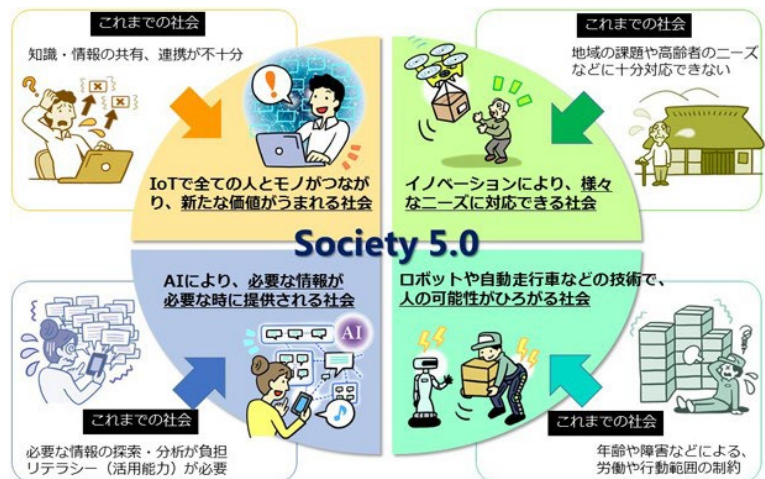 これまでの社会
知識・情報の共有、連携が不十分
IoTで全ての人とモノがつなが
り、新たな価値がうまれる社会
これまでの社会
地域の課題や高齢者のニーズ
などに十分対応できない
イノベーションにより、様々
なニーズに対応できる社会
Society 5.0
AIにより、必要な情報が
必要な時に提供される社会
AI
これまでの社会
必要な情報の探索・分析が負担
リテラシー（活用能力）が必要
ロボットや自動走行車などの技術で、
人の可能性がひろがる社会
これまでの社会
年齢や障害などによる、
労働や行動範囲の制約